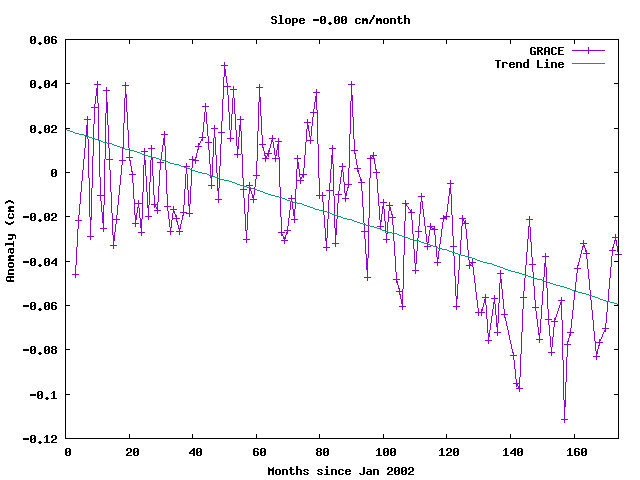 Slope -0.00 cm/month
GRACE
Trend Line
0.06
0.04
0.02
0
-0.02
-0.04
-0.06
-0.08
-0.1
-0.12
Anomaly (cm)
0 20 40 60 80 100 120 140 160
Months since Jan 2002